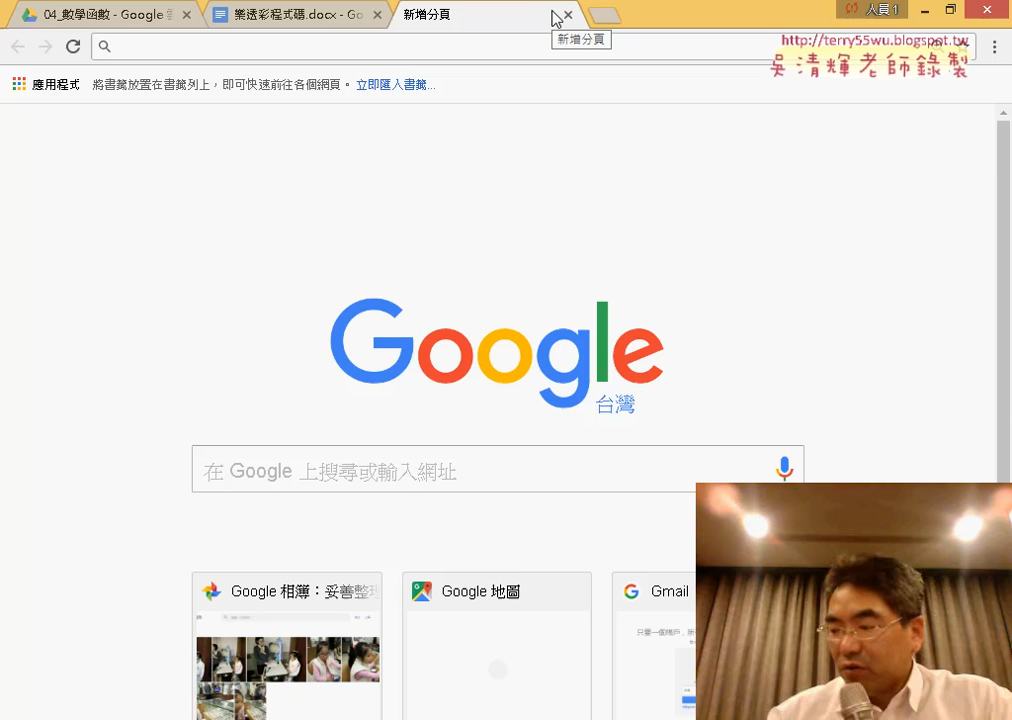 04_數學函數 - Google 雲
樂透彩程式碼.docx - Go
新增分頁
人員 1
新增分頁
http://terry55wu.blogspot.tw
吳清輝老師錄製
應用程式
將書籤放置在書籤列上，即可快速前往各個網頁。
立即匯入書籤...
Google
台灣
在 Google 上搜尋或輸入網址
Google 相簿：妥善整理
Google 地圖
Gmail